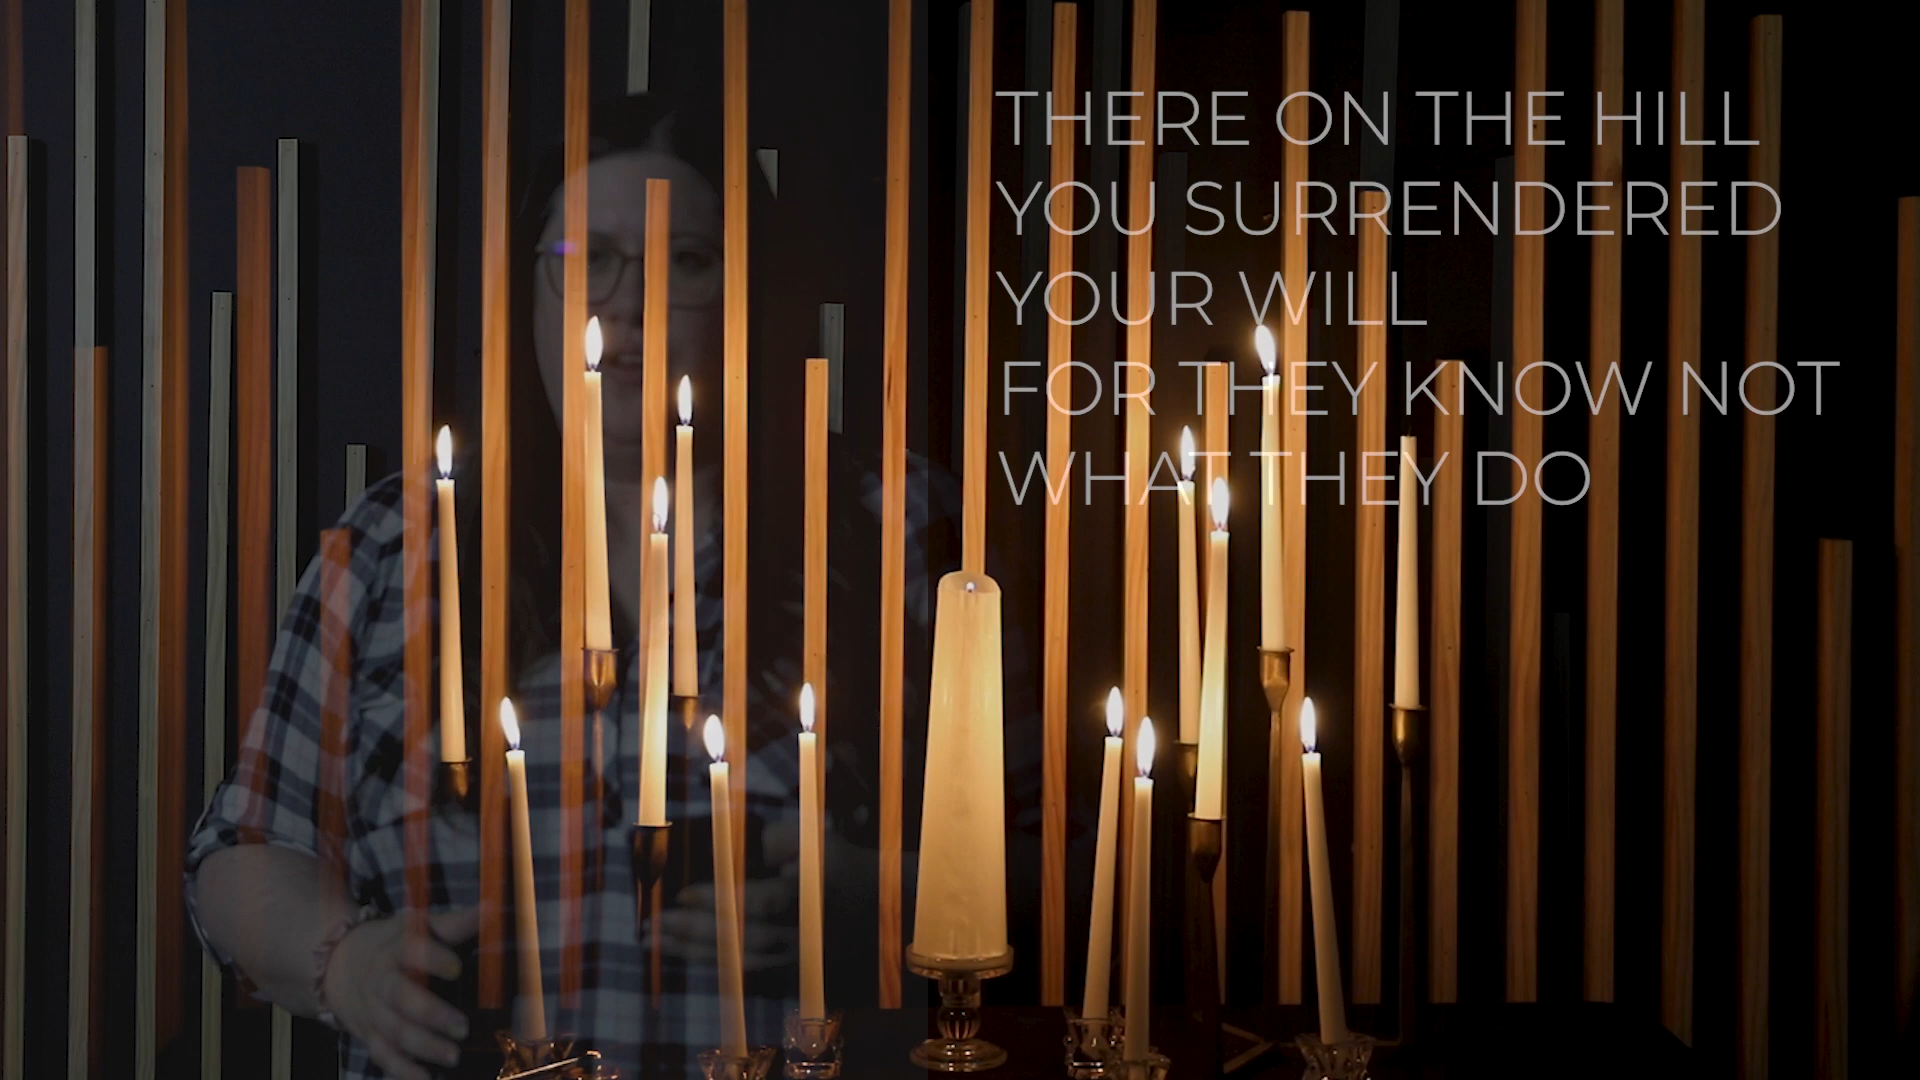 THERE ON THE HILL
YOU SURRENDERED
YOUR WILL
FOR THEY KNOW NOT
WHAT THEY DO